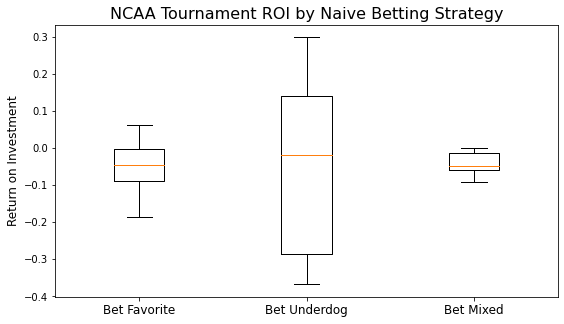 NCAA Tournament ROI by Naive Betting Strategy
Return on Investment
0.3
0.2
0.1
0.0
−0.1
−0.2
−0.3
−0.4
Bet Favorite
Bet Underdog
Bet Mixed